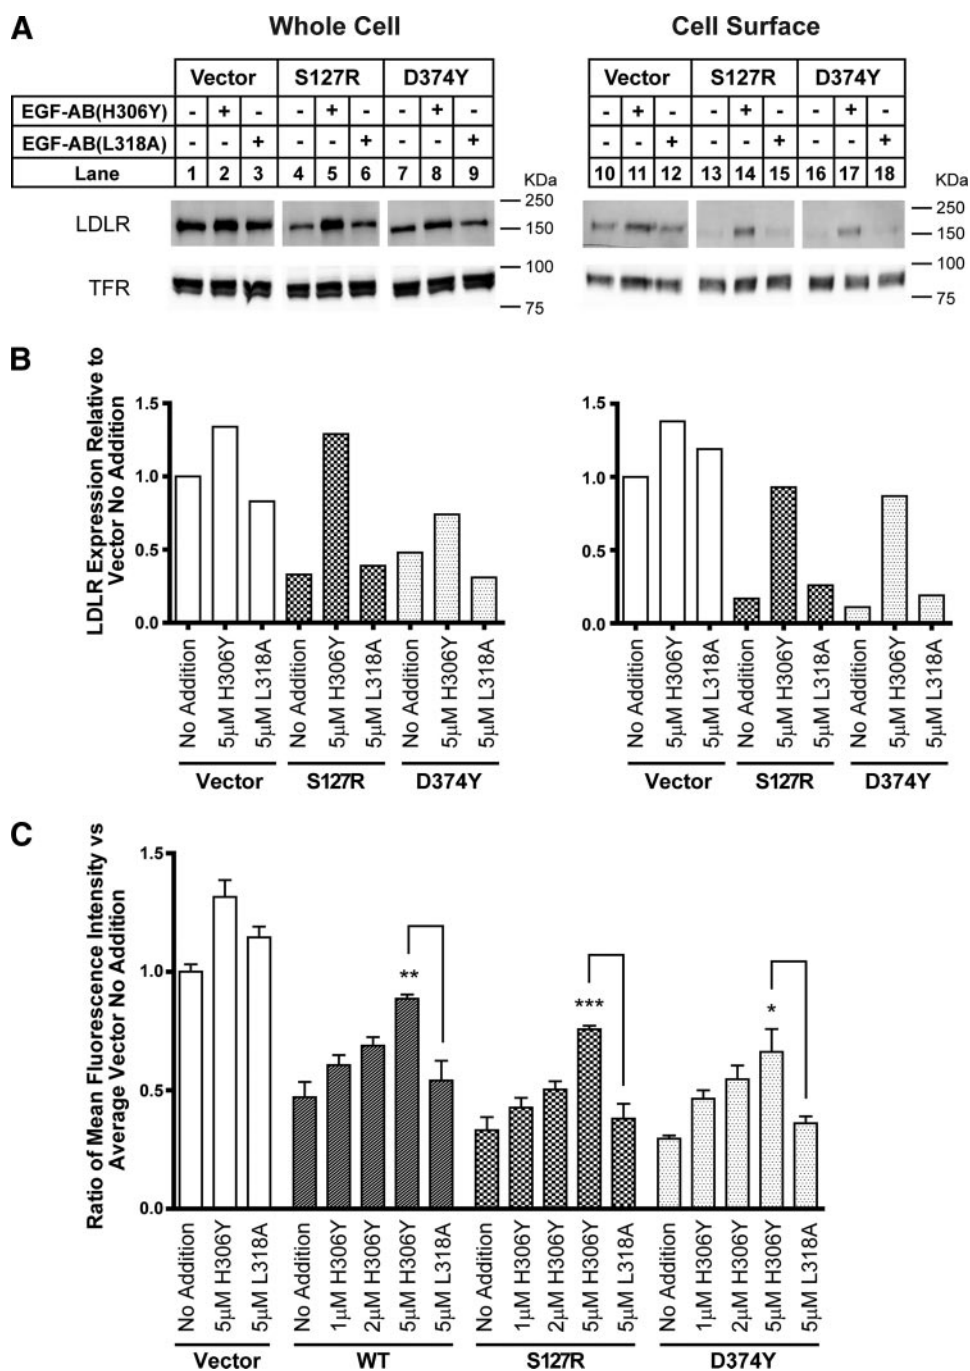 A
Whole Cell
Cell Surface
Vector S127R D374Y
Vector S127R D374Y
EGF-AB(H306Y) - + - - + - - + -
- + - - + - - + -
EGF-AB(L318A) - - + - - + - - +
- - + - - + - - +
Lane 1 2 3 4 5 6 7 8 9 KDa
10 11 12 13 14 15 16 17 18 KDa
LDLR
250
150
250
150
TFR
100
75
100
75
B
LDLR Expression Relative to
Vector No Addition
1.5
1.0
0.5
0.0
No Addition
5µM H306Y
5µM L318A
No Addition
5µM H306Y
5µM L318A
No Addition
5µM H306Y
5µM L318A
Vector S127R D374Y
1.5
1.0
0.5
0.0
No Addition
5µM H306Y
5µM L318A
No Addition
5µM H306Y
5µM L318A
No Addition
5µM H306Y
5µM L318A
Vector S127R D374Y
C
Ratio of Mean Fluorescence Intensity vs
Average Vector No Addition
1.5
1.0
0.5
0.0
**
***
*
No Addition
5µM H306Y
5µM L318A
No Addition
1µM H306Y
2µM H306Y
5µM H306Y
5µM L318A
No Addition
1µM H306Y
2µM H306Y
5µM H306Y
5µM L318A
No Addition
1µM H306Y
2µM H306Y
5µM H306Y
5µM L318A
Vector WT S127R D374Y